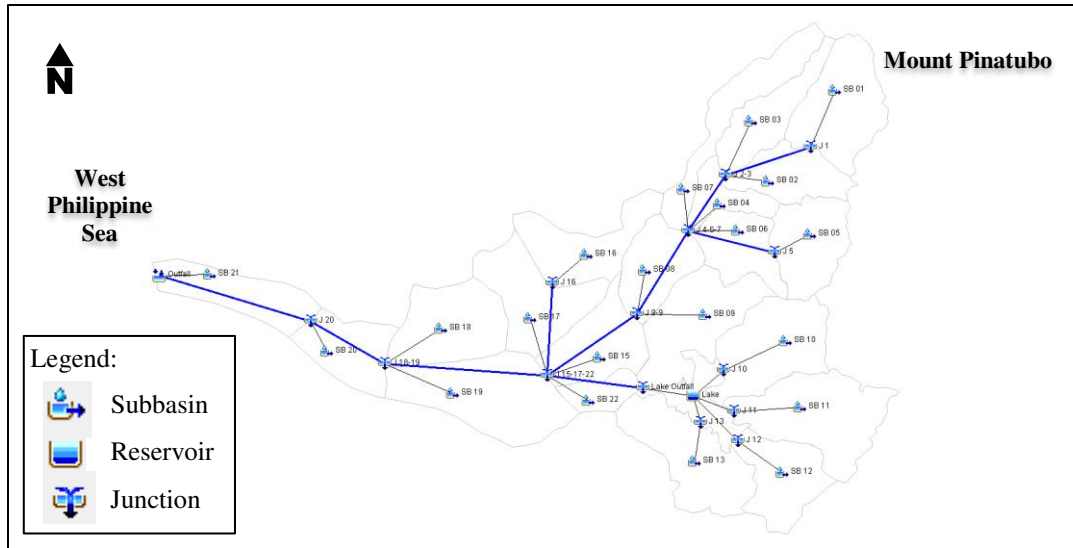 N
Mount Pinatubo
West
Philippine
Sea
SB 01
SB 03
J 1
J 2-3
SB 02
SB 07
SB 04
J 4-6-7
SB 06
SB 05
J 5
SB 16
J 16
SB 08
Outfall
SB 21
J 8-9
SB 09
SB 17
J 20
SB 18
SB 10
SB 20
SB 15
J 18-19
J 10
J 15-17-22
Lake Outfall
Lake
SB 19
SB 22
J 11
SB 11
J 13
J 12
SB 13
SB 12
Legend:
Subbasin
Reservoir
Junction